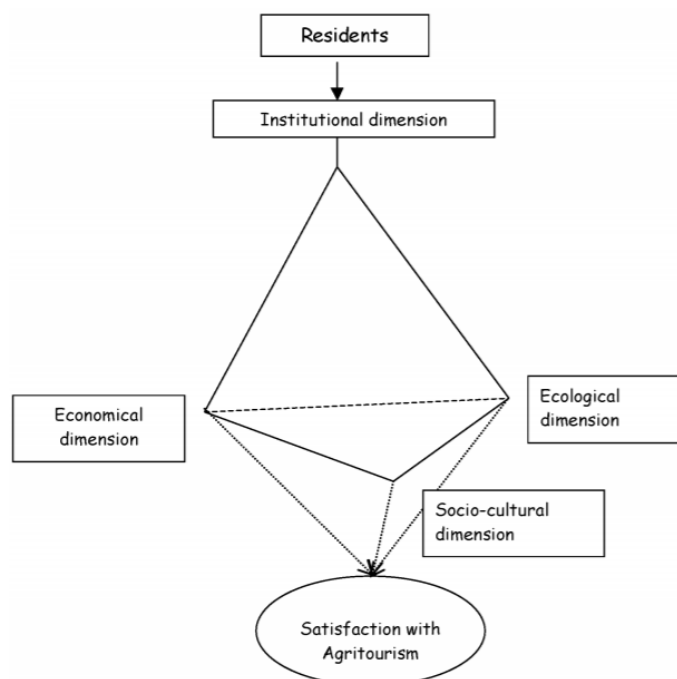 Residents
Institutional dimension
Economical
dimension
Ecological
dimension
Socio-cultural
dimension
Satisfaction with
Agritourism